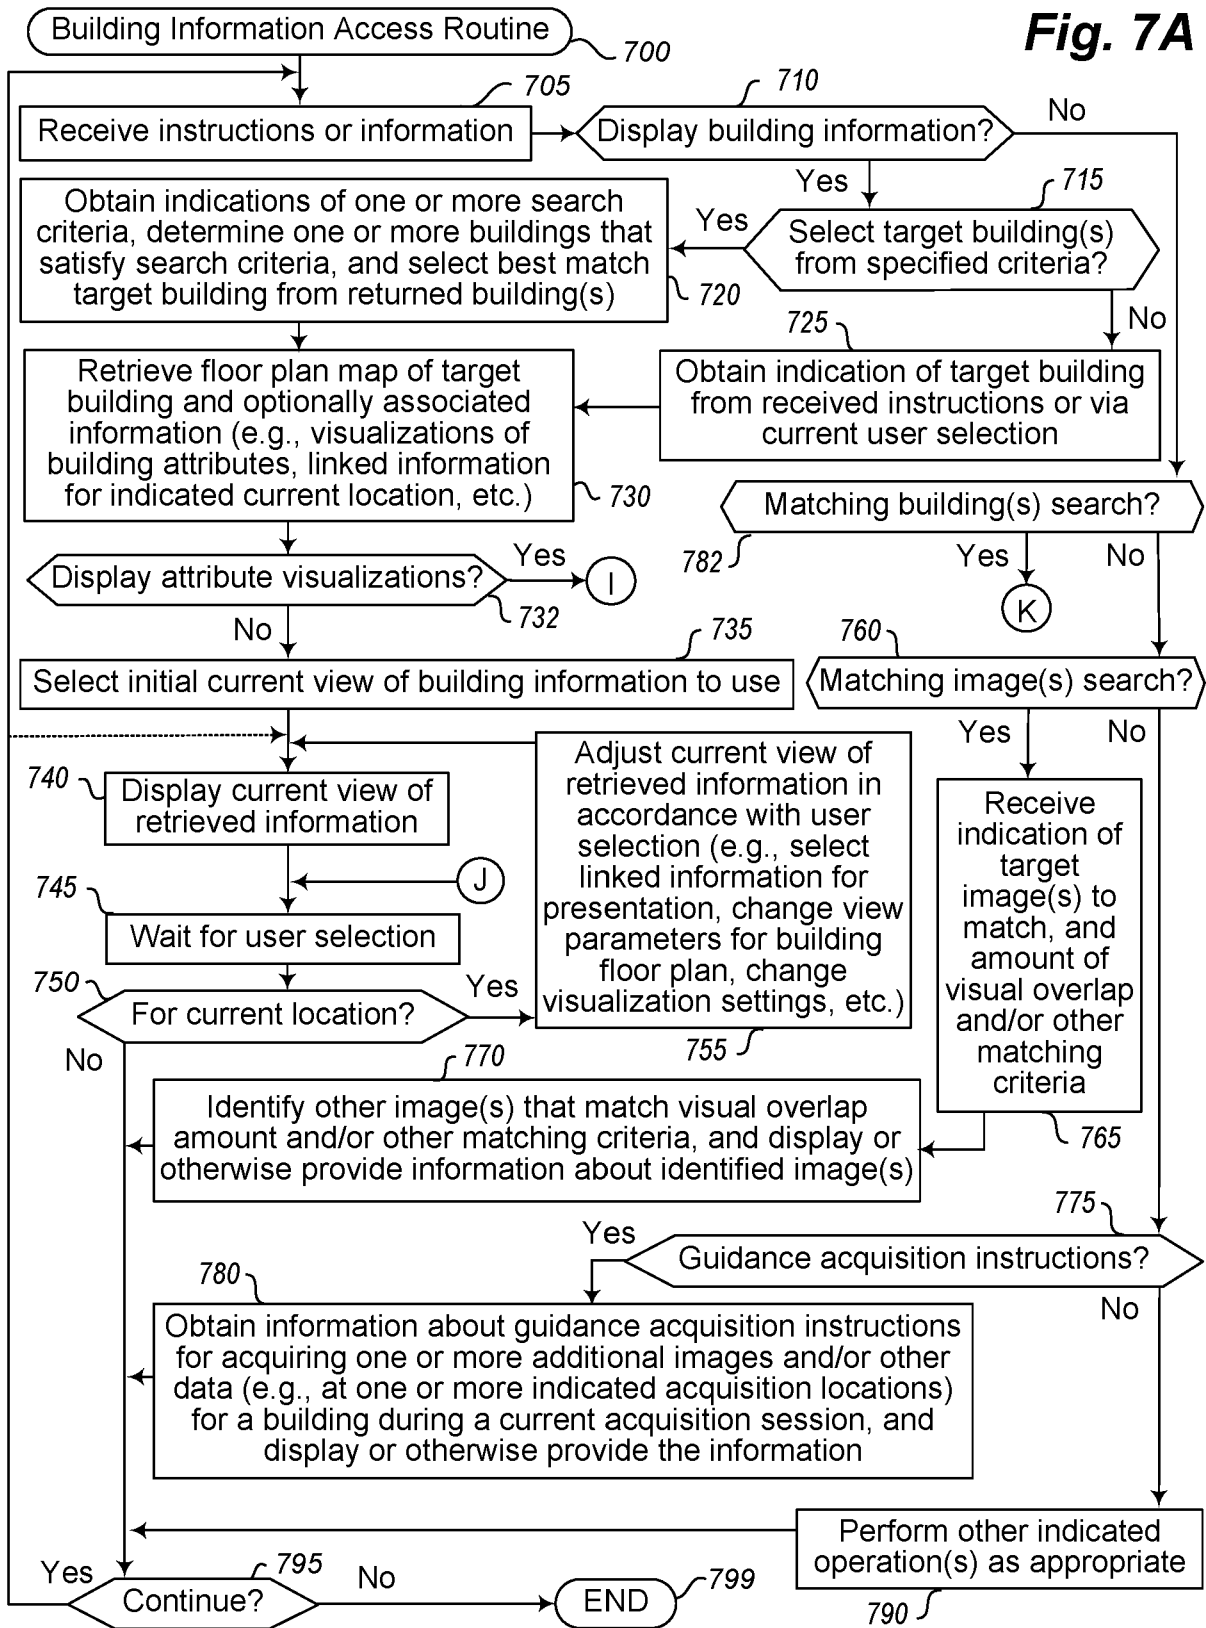 Building Information Access Routine
700
Fig. 7A
705
Receive instructions or information
710
Display building information?
No
Yes
715
Select target building(s)
from specified criteria?
Yes
Obtain indications of one or more search
criteria, determine one or more buildings that
satisfy search criteria, and select best match
target building from returned building(s)
720
No
725
Obtain indication of target building
from received instructions or via
current user selection
Retrieve floor plan map of target
building and optionally associated
information (e.g., visualizations of
building attributes, linked information
for indicated current location, etc.)
730
Matching building(s) search?
782
Yes
No
K
Display attribute visualizations?
732
Yes
I
No
735
Select initial current view of building information to use
760
Matching image(s) search?
Yes
No
740
Display current view of
retrieved information
J
745
Wait for user selection
750
For current location?
Yes
No
Adjust current view of
retrieved information in
accordance with user
selection (e.g., select
linked information for
presentation, change view
parameters for building
floor plan, change
visualization settings, etc.)
755
Receive
indication of
target
image(s) to
match, and
amount of
visual overlap
and/or other
matching
criteria
765
770
Identify other image(s) that match visual overlap
amount and/or other matching criteria, and display or
otherwise provide information about identified image(s)
775
Guidance acquisition instructions?
Yes
No
780
Obtain information about guidance acquisition instructions
for acquiring one or more additional images and/or other
data (e.g., at one or more indicated acquisition locations)
for a building during a current acquisition session, and
display or otherwise provide the information
Perform other indicated
operation(s) as appropriate
790
795
Continue?
Yes
No
END
799